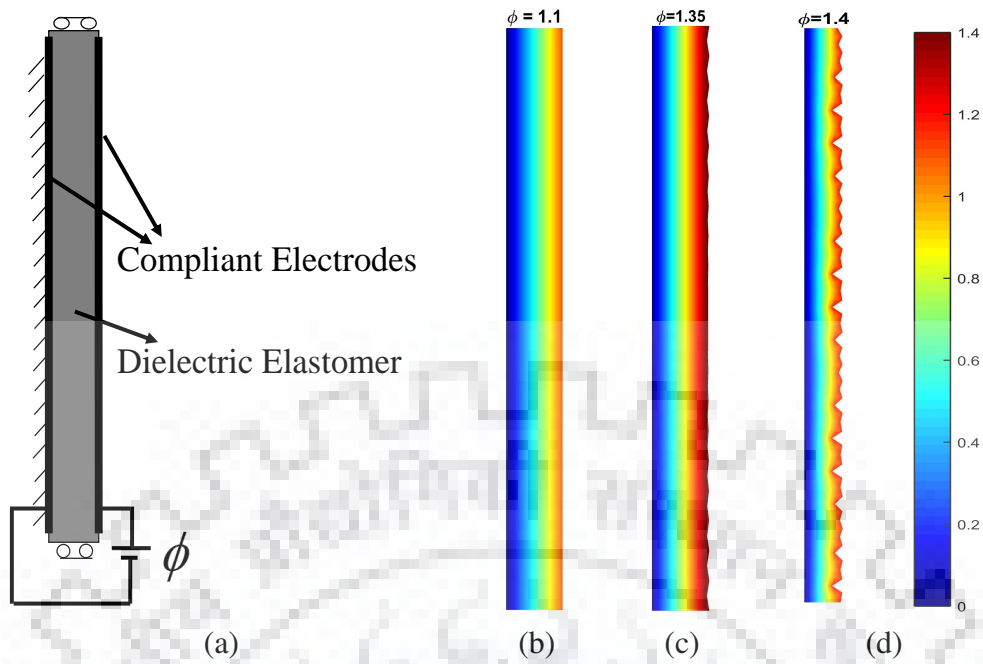 ϕ = 1.1
ϕ=1.35
ϕ=1.4
1.4
1.2
1
0.8
0.6
0.4
0.2
0
Compliant Electrodes
Dielectric Elastomer
ϕ
(a)
(b)
(c)
(d)